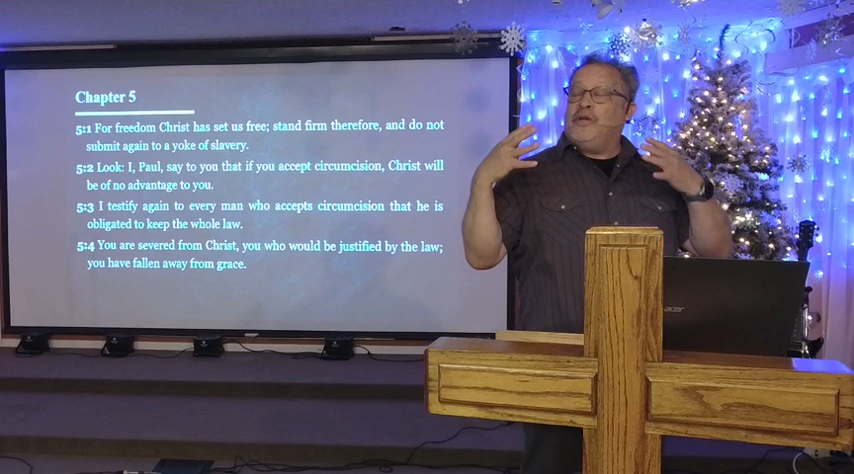 Chapter 5
5:1 For freedom Christ has set us free; stand firm therefore, and do not
submit again to a yoke of slavery.
5:2 Look: I, Paul, say to you that if you accept circumcision, Christ will
be of no advantage to you.
5:3 I testify again to every man who accepts circumcision that he is
obligated to keep the whole law.
5:4 You are severed from Christ, you who would be justified by the law;
you have fallen away from grace.
acer